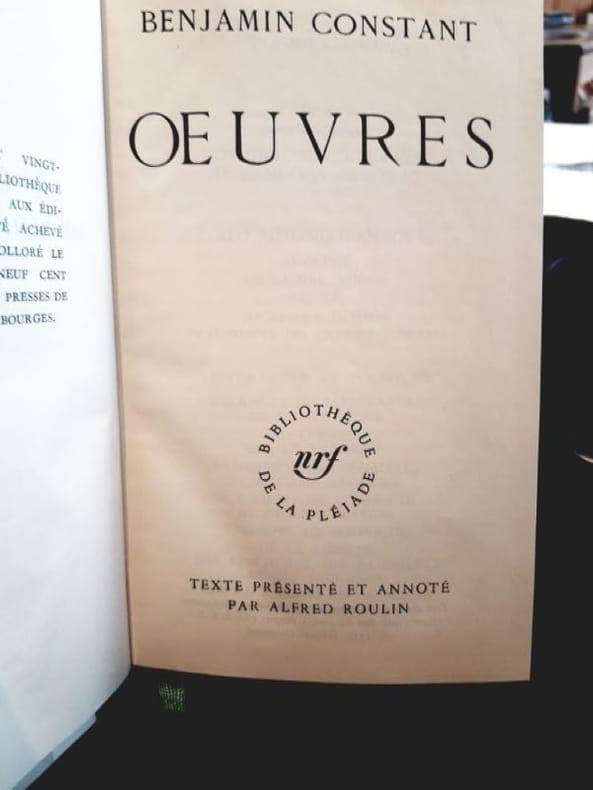 VINGT-
LIOTHÈQUE
AUX ÉDI-
TÉ ACHEVÉ
OLLORÉ LE
NEUF CENT
PRESSES DE
BOURGES.
BENJAMIN CONSTANT
ŒUVRES
BIBLIOTHÈQUE
nrf
DE LA PLÉIADE
TEXTE PRÉSENTÉ ET ANNOTÉ
PAR ALFRED ROULIN